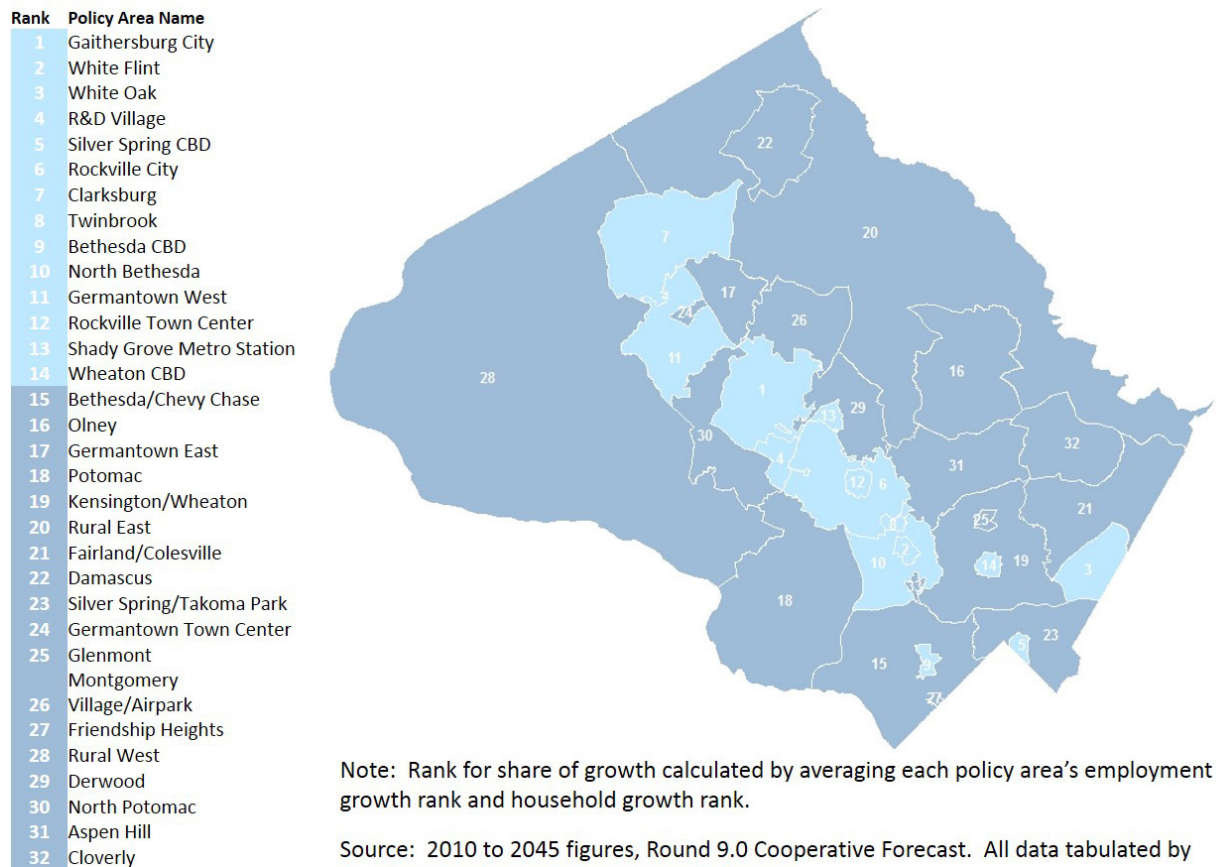 Rank Policy Area Name
1 Gaithersburg City
2 White Flint
3 White Oak
4 R&D Village
5 Silver Spring CBD
6 Rockville City
7 Clarksburg
8 Twinbrook
9 Bethesda CBD
10 North Bethesda
11 Germantown West
12 Rockville Town Center
13 Shady Grove Metro Station
14 Wheaton CBD
15 Bethesda/Chevy Chase
16 Olney
17 Germantown East
18 Potomac
19 Kensington/Wheaton
20 Rural East
21 Fairland/Colesville
22 Damascus
23 Silver Spring/Takoma Park
24 Germantown Town Center
25 Glenmont
Montgomery
26 Village/Airpark
27 Friendship Heights
28 Rural West
29 Derwood
30 North Potomac
31 Aspen Hill
32 Cloverly
22
7
20
17
24
26
11
28
1
16
13
29
30
32
4
31
12
6
25
21
8
2
10
14
19
3
18
23
5
15
9
27
Note: Rank for share of growth calculated by averaging each policy area's employment
growth rank and household growth rank.
Source: 2010 to 2045 figures, Round 9.0 Cooperative Forecast. All data tabulated by